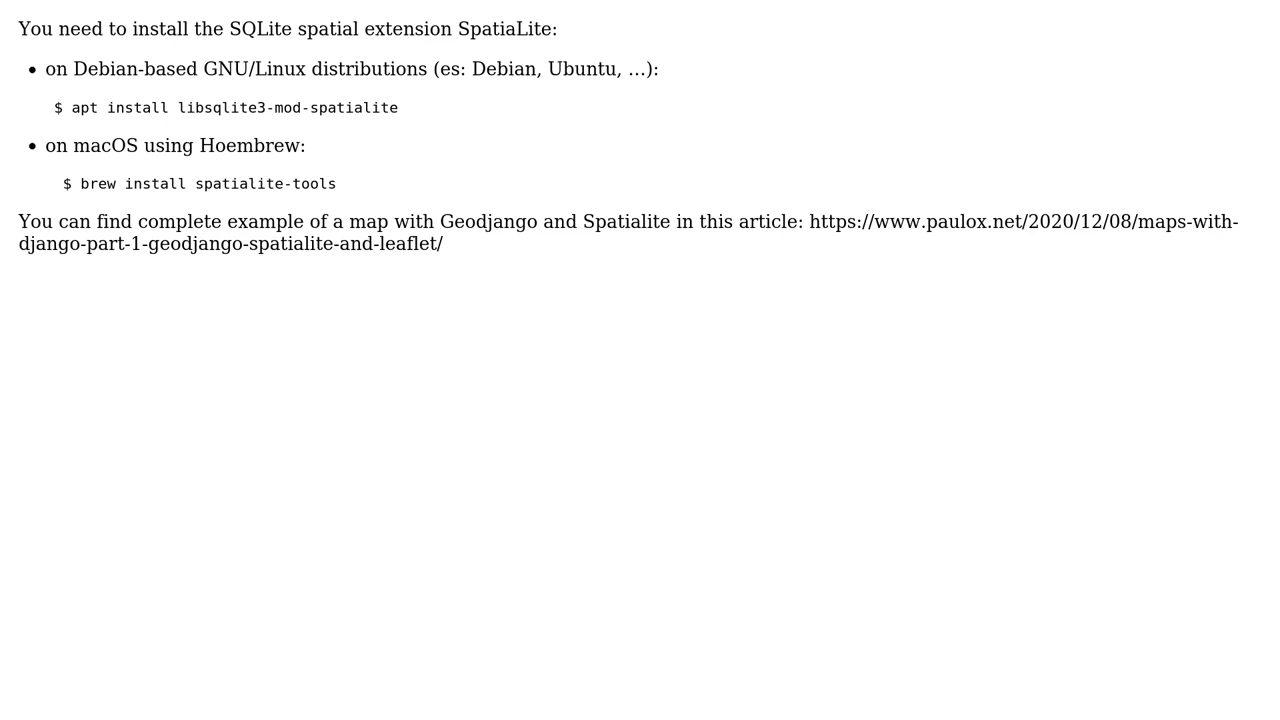 You need to install the SQLite spatial extension SpatiaLite:
• on Debian-based GNU/Linux distributions (es: Debian, Ubuntu, …):
$ apt install libsqlite3-mod-spatialite
• on macOS using Hoembrew:
$ brew install spatialite-tools
You can find complete example of a map with Geodjango and Spatialite in this article: https://www.paulox.net/2020/12/08/maps-with-
django-part-1-geodjango-spatialite-and-leaflet/